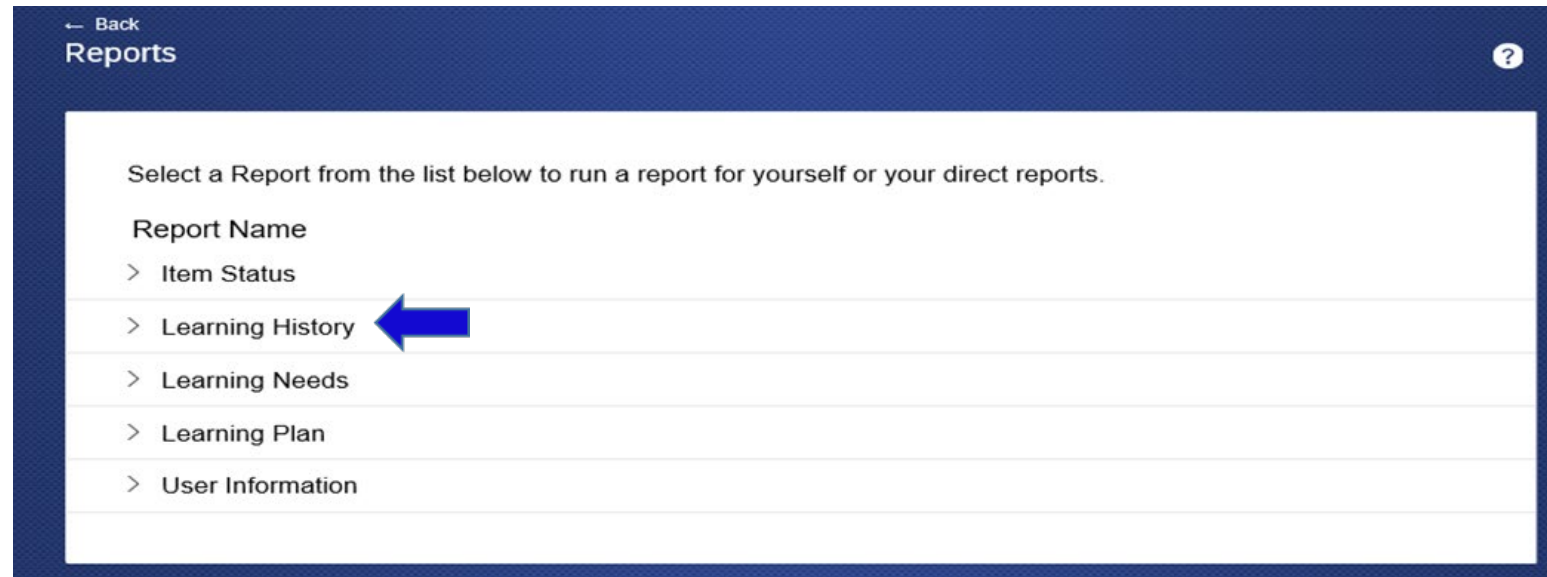 ← Back
Reports
?
Select a Report from the list below to run a report for yourself or your direct reports.
Report Name
> Item Status
> Learning History
> Learning Needs
> Learning Plan
> User Information